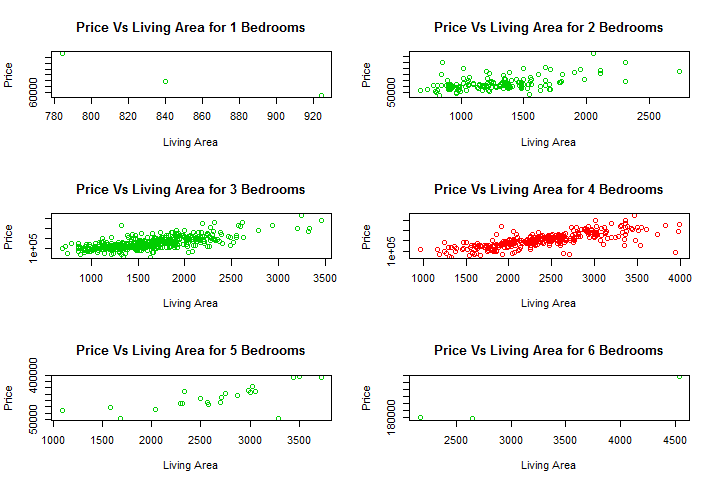 Price Vs Living Area for 1 Bedrooms
Price
60000
780 800 820 840 860 880 900 920
Living Area
Price Vs Living Area for 2 Bedrooms
Price
50000
1000 1500 2000 2500
Living Area
Price Vs Living Area for 3 Bedrooms
Price
1e+05
1000 1500 2000 2500 3000 3500
Living Area
Price Vs Living Area for 4 Bedrooms
Price
1e+05
1000 1500 2000 2500 3000 3500 4000
Living Area
Price Vs Living Area for 5 Bedrooms
Price
50000 400000
1000 1500 2000 2500 3000 3500
Living Area
Price Vs Living Area for 6 Bedrooms
Price
180000
2500 3000 3500 4000 4500
Living Area